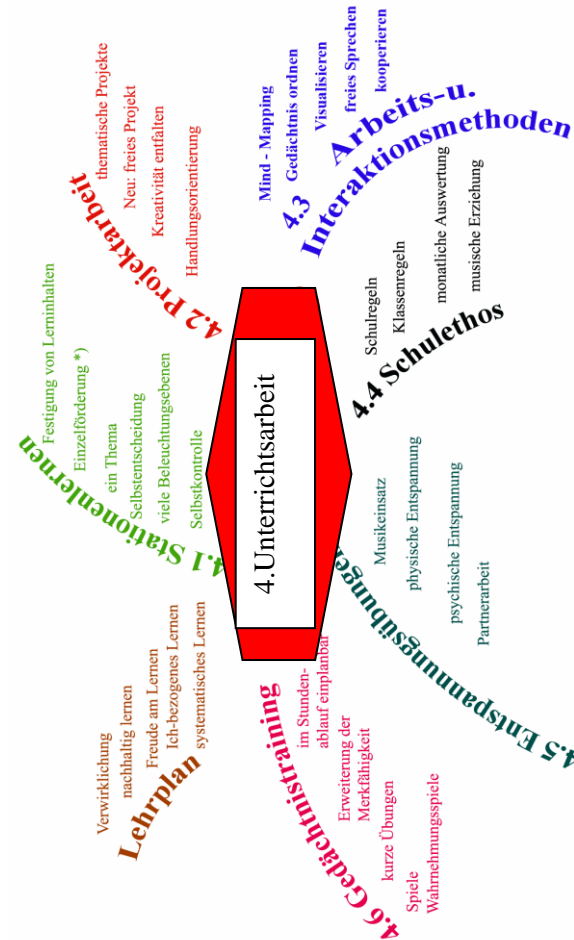 4.Unterrichtsarbeit
Lehrplan
Verwirklichung
nachhaltig lernen
Freude am Lernen
Ich-bezogenes Lernen
systematisches Lernen
4.1 Stationenlernen
Festigung von Lerninhalten
Einzelförderung *)
ein Thema
Selbstentscheidung
viele Beleuchtungsebenen
Selbstkontrolle
4.2 Projektarbeit
thematische Projekte
Neu: freies Projekt
Kreativität entfalten
Handlungsorientierung
4.3
Arbeits-u.
Interaktionsmethoden
Mind - Mapping
Gedächtnis ordnen
Visualisieren
freies Sprechen
kooperieren
4.4 Schulethos
Schulregeln
Klassenregeln
monatliche Auswertung
musische Erziehung
4.5 Entspannungsübungen
Musikeinsatz
physische Entspannung
psychische Entspannung
Partnerarbeit
4.6 Gedächtnistraining
im Stunden-
ablauf einplanbar
Erweiterung der
Merkfähigkeit
kurze Übungen
Spiele
Wahrnehmungsspiele